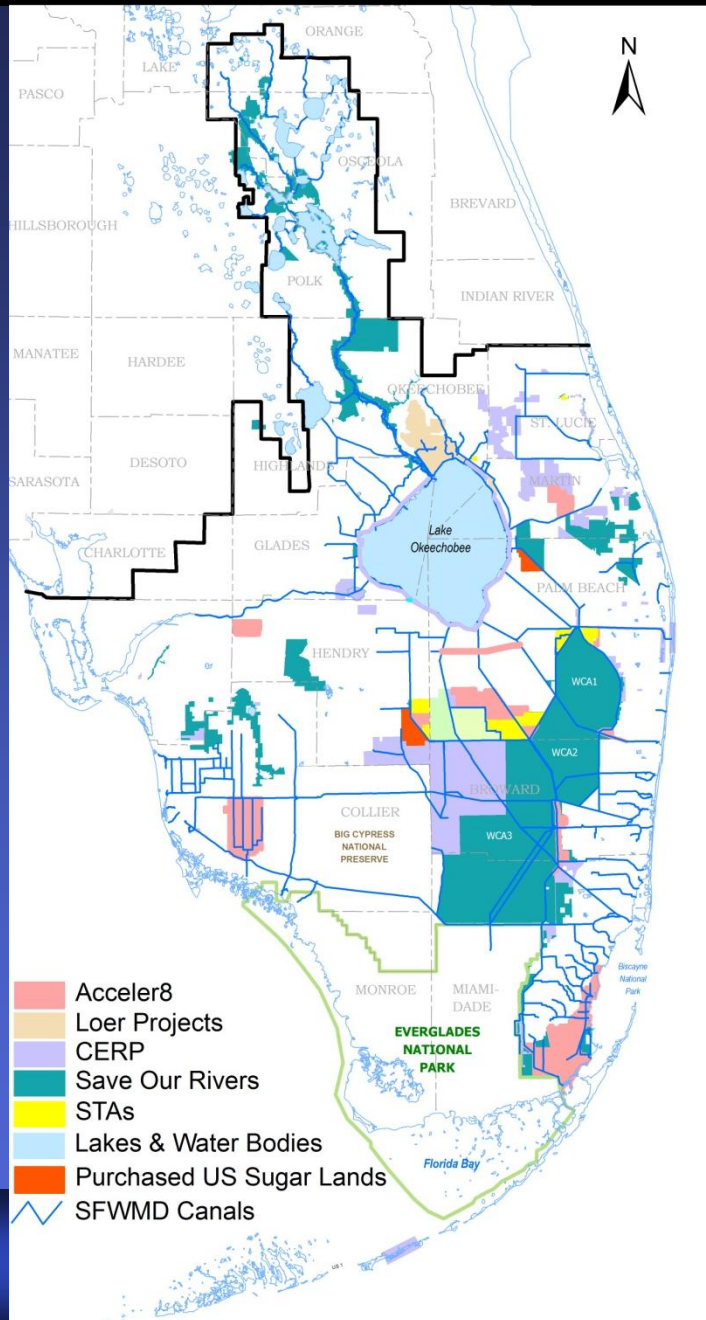 ORANGE
N
LAKE
PASCO
OSCEOLA
BREVARD
HILLSBOROUGH
POLK
INDIAN RIVER
MANATEE
HARDEE
OKEECHOBEE
ST. LUCIE
DESOTO
HIGHLANDS
SARASOTA
MARTIN
Lake
Okeechobee
CHARLOTTE
GLADES
PALM BEACH
HENDRY
WCA1
WCA2
BROWARD
COLLIER
WCA3
BIG CYPRESS
NATIONAL
PRESERVE
Biscayne
National
Park
MONROE
MIAMI-
DADE
EVERGLADES
NATIONAL
PARK
Florida Bay
US 1
Acceler8
Loer Projects
CERP
Save Our Rivers
STAs
Lakes & Water Bodies
Purchased US Sugar Lands
SFWMD Canals